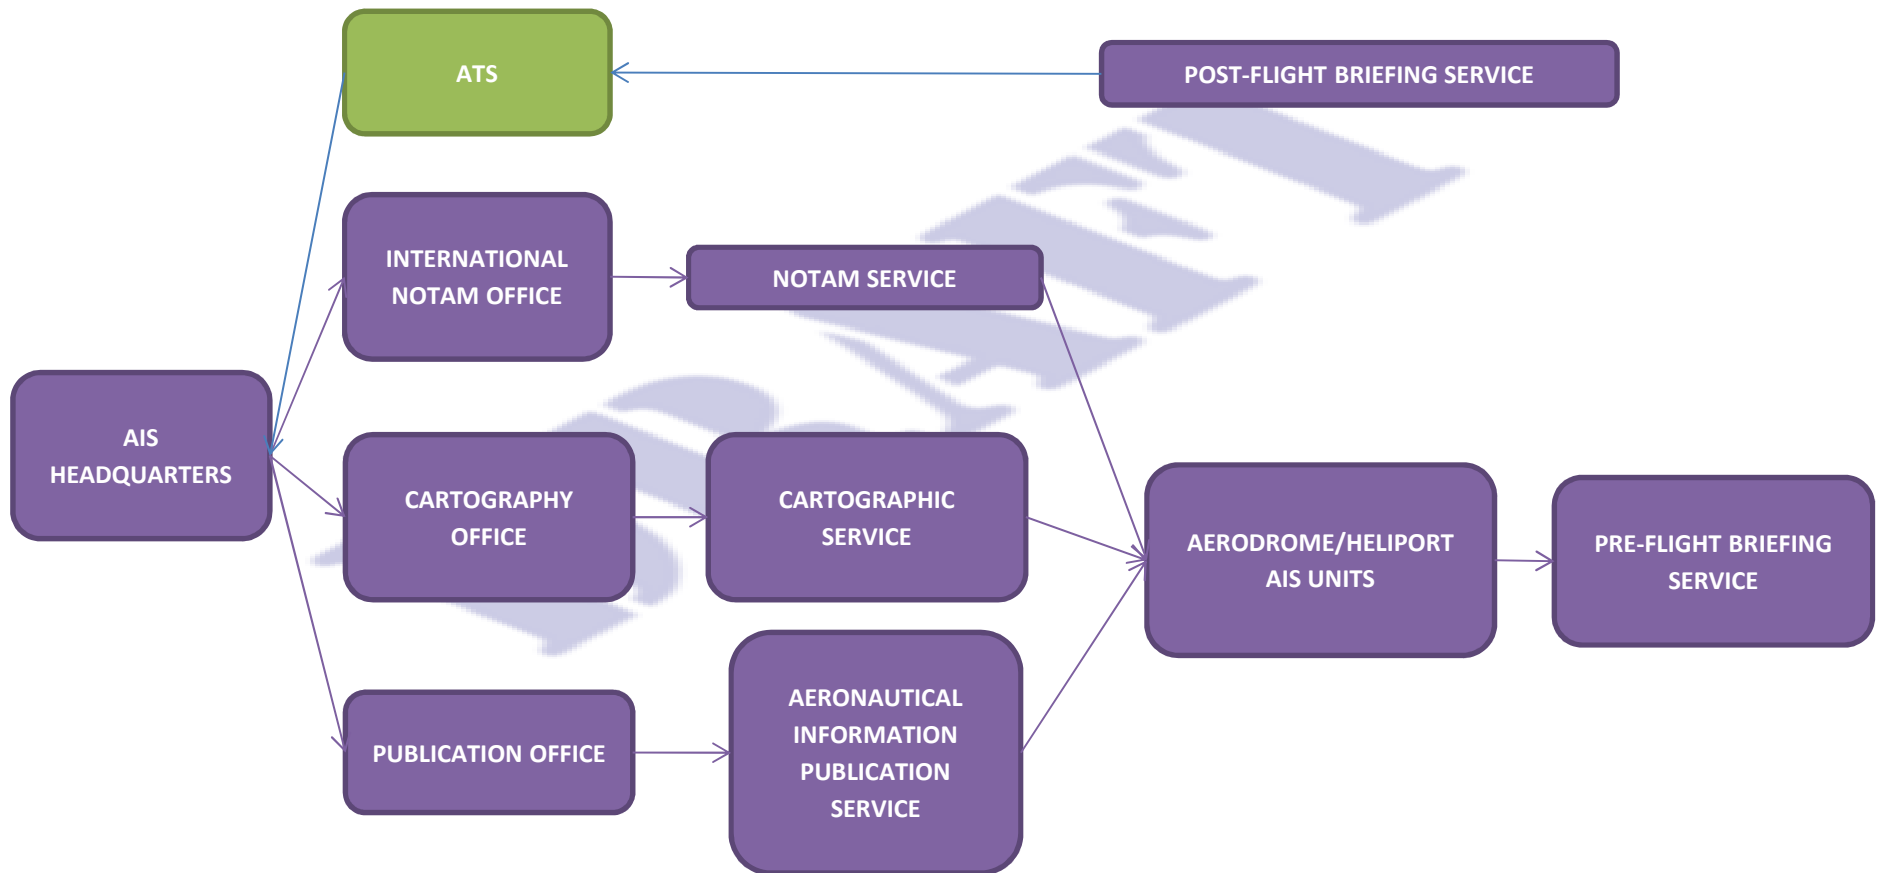 ATS
POST-FLIGHT BRIEFING SERVICE
INTERNATIONAL
NOTAM OFFICE
NOTAM SERVICE
AIS
HEADQUARTERS
CARTOGRAPHY
OFFICE
CARTOGRAPHIC
SERVICE
AERODROME/HELIPORT
AIS UNITS
PRE-FLIGHT BRIEFING
SERVICE
PUBLICATION OFFICE
AERONAUTICAL
INFORMATION
PUBLICATION
SERVICE
DRAFT